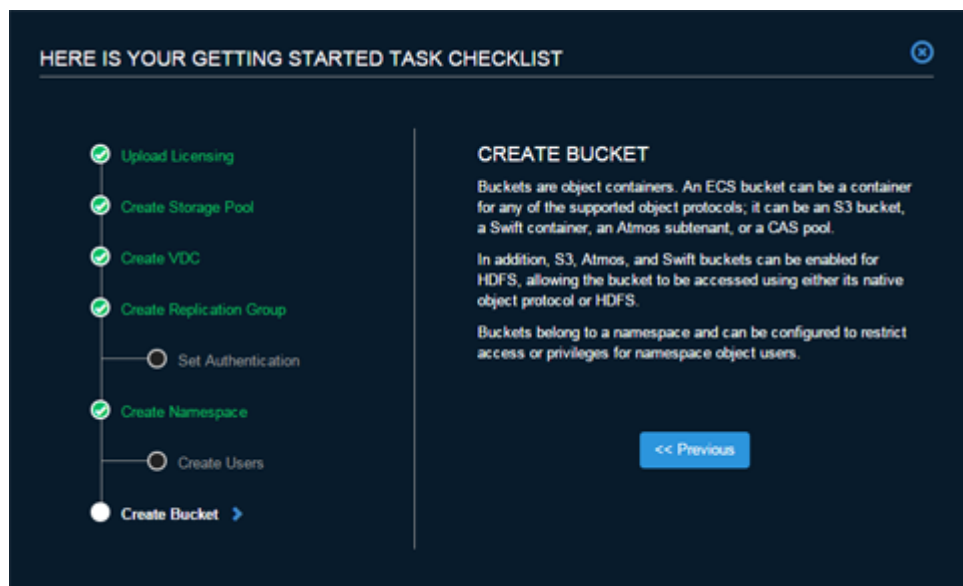 HERE IS YOUR GETTING STARTED TASK CHECKLIST
Upload Licensing
Create Storage Pool
Create VDC
Create Replication Group
Set Authentication
Create Namespace
Create Users
Create Bucket
CREATE BUCKET
Buckets are object containers. An ECS bucket can be a container
for any of the supported object protocols; it can be an S3 bucket,
a Swift container, an Atmos subtenant, or a CAS pool.
In addition, S3, Atmos, and Swift buckets can be enabled for
HDFS, allowing the bucket to be accessed using either its native
object protocol or HDFS.
Buckets belong to a namespace and can be configured to restrict
access or privileges for namespace object users.
<< Previous